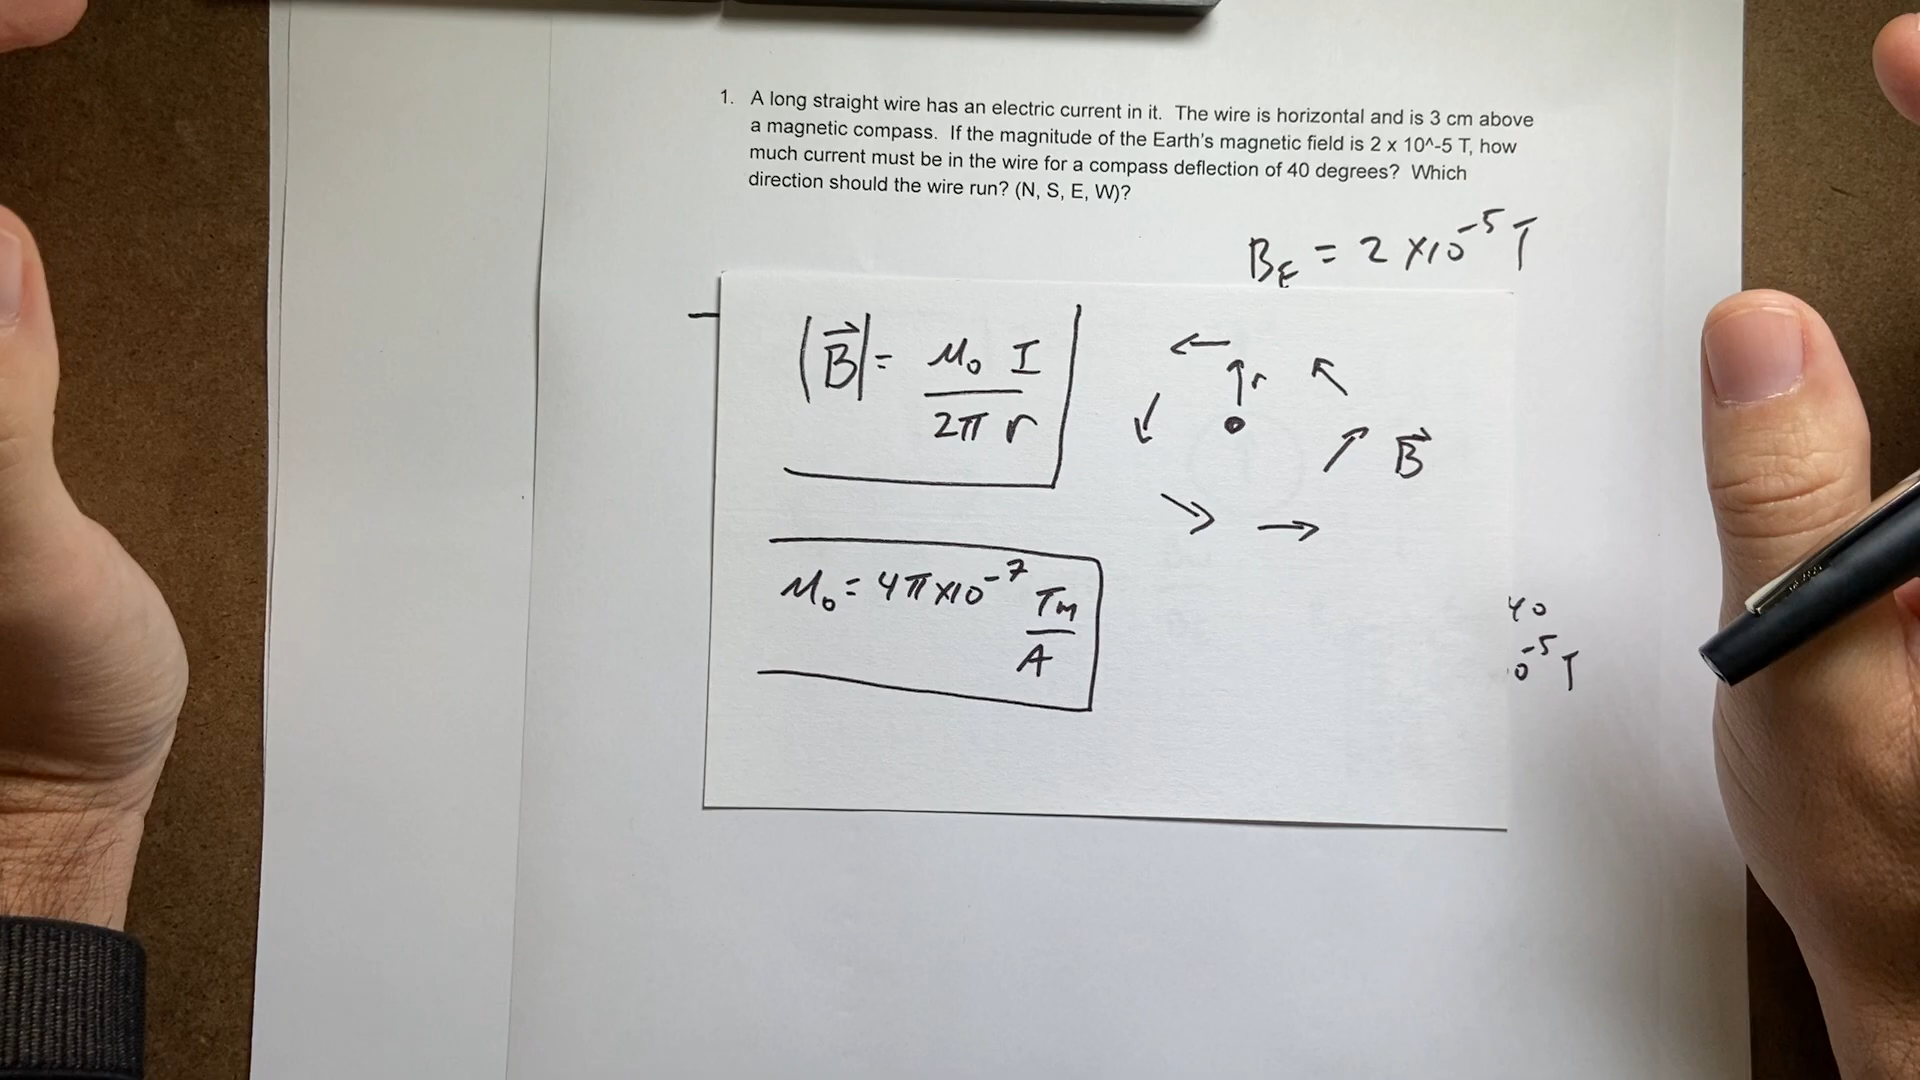 1. A long straight wire has an electric current in it. The wire is horizontal and is 3 cm above
a magnetic compass. If the magnitude of the Earth's magnetic field is 2 x 10^-5 T, how
much current must be in the wire for a compass deflection of 40 degrees? Which
direction should the wire run? (N, S, E, W)?
B_E = 2 × 10^-5 T
|B⃗| = μ₀ I / 2π r
r
B⃗
μ₀ = 4π × 10^-7 Tm / A
40
0^-5 T